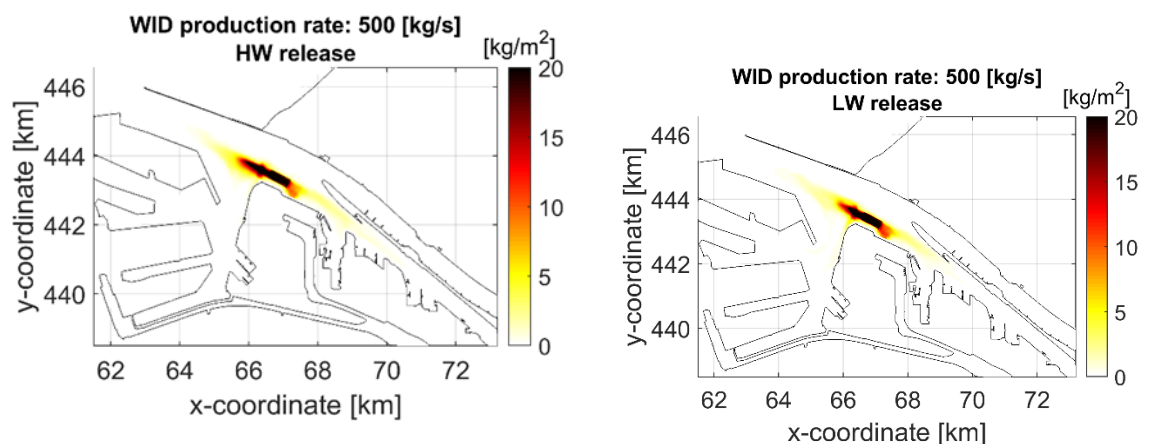 WID production rate: 500 [kg/s]
HW release
[kg/m²]
20
15
10
5
0
446
444
442
440
y-coordinate [km]
62 64 66 68 70 72
x-coordinate [km]
WID production rate: 500 [kg/s]
LW release
[kg/m²]
20
15
10
5
0
446
444
442
440
y-coordinate [km]
62 64 66 68 70 72
x-coordinate [km]